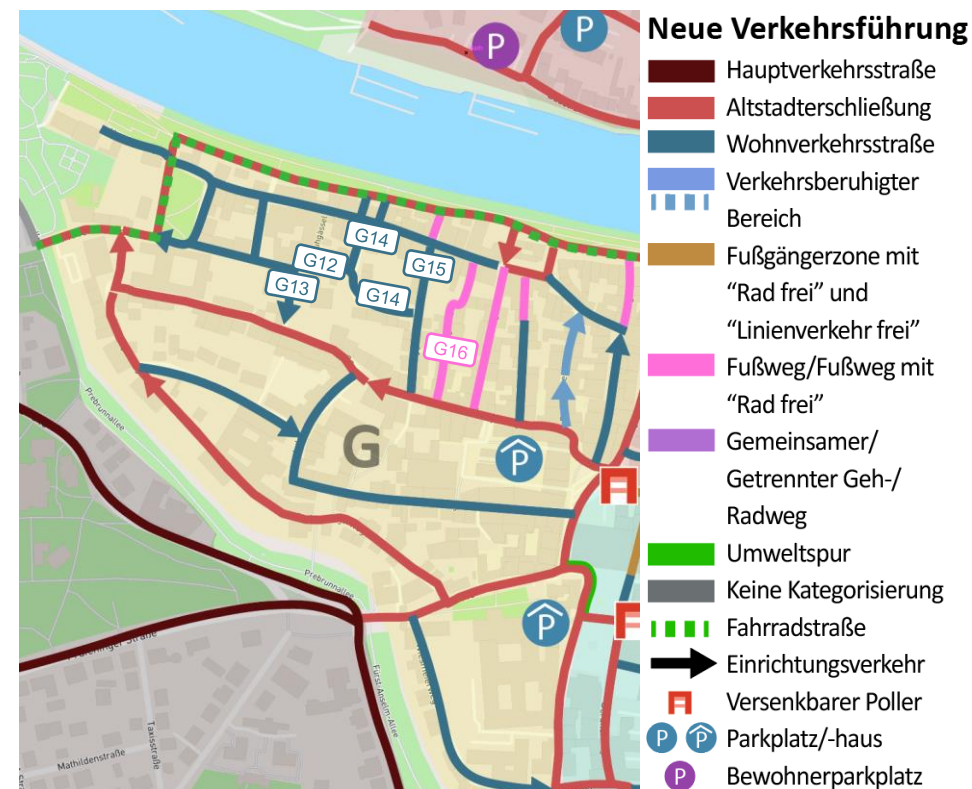 Neue Verkehrsführung
Hauptverkehrsstraße
Altstadterschließung
Wohnverkehrsstraße
Verkehrsberuhigter
Bereich
Fußgängerzone mit
“Rad frei” und
“Linienverkehr frei”
Fußweg/Fußweg mit
“Rad frei”
Gemeinsamer/
Getrennter Geh-/
Radweg
Umweltspur
Keine Kategorisierung
Fahrradstraße
Einrichtungsverkehr
Versenkbarer Poller
P P Parkplatz/-haus
P Bewohnerparkplatz
P
P
G14
G12
G15
G13
G14
G16
G
P
P
Prebrunnallee
Prebrunnallee
Fürst-Anselm-Allee
Taxisstraße
Mathildenstraße